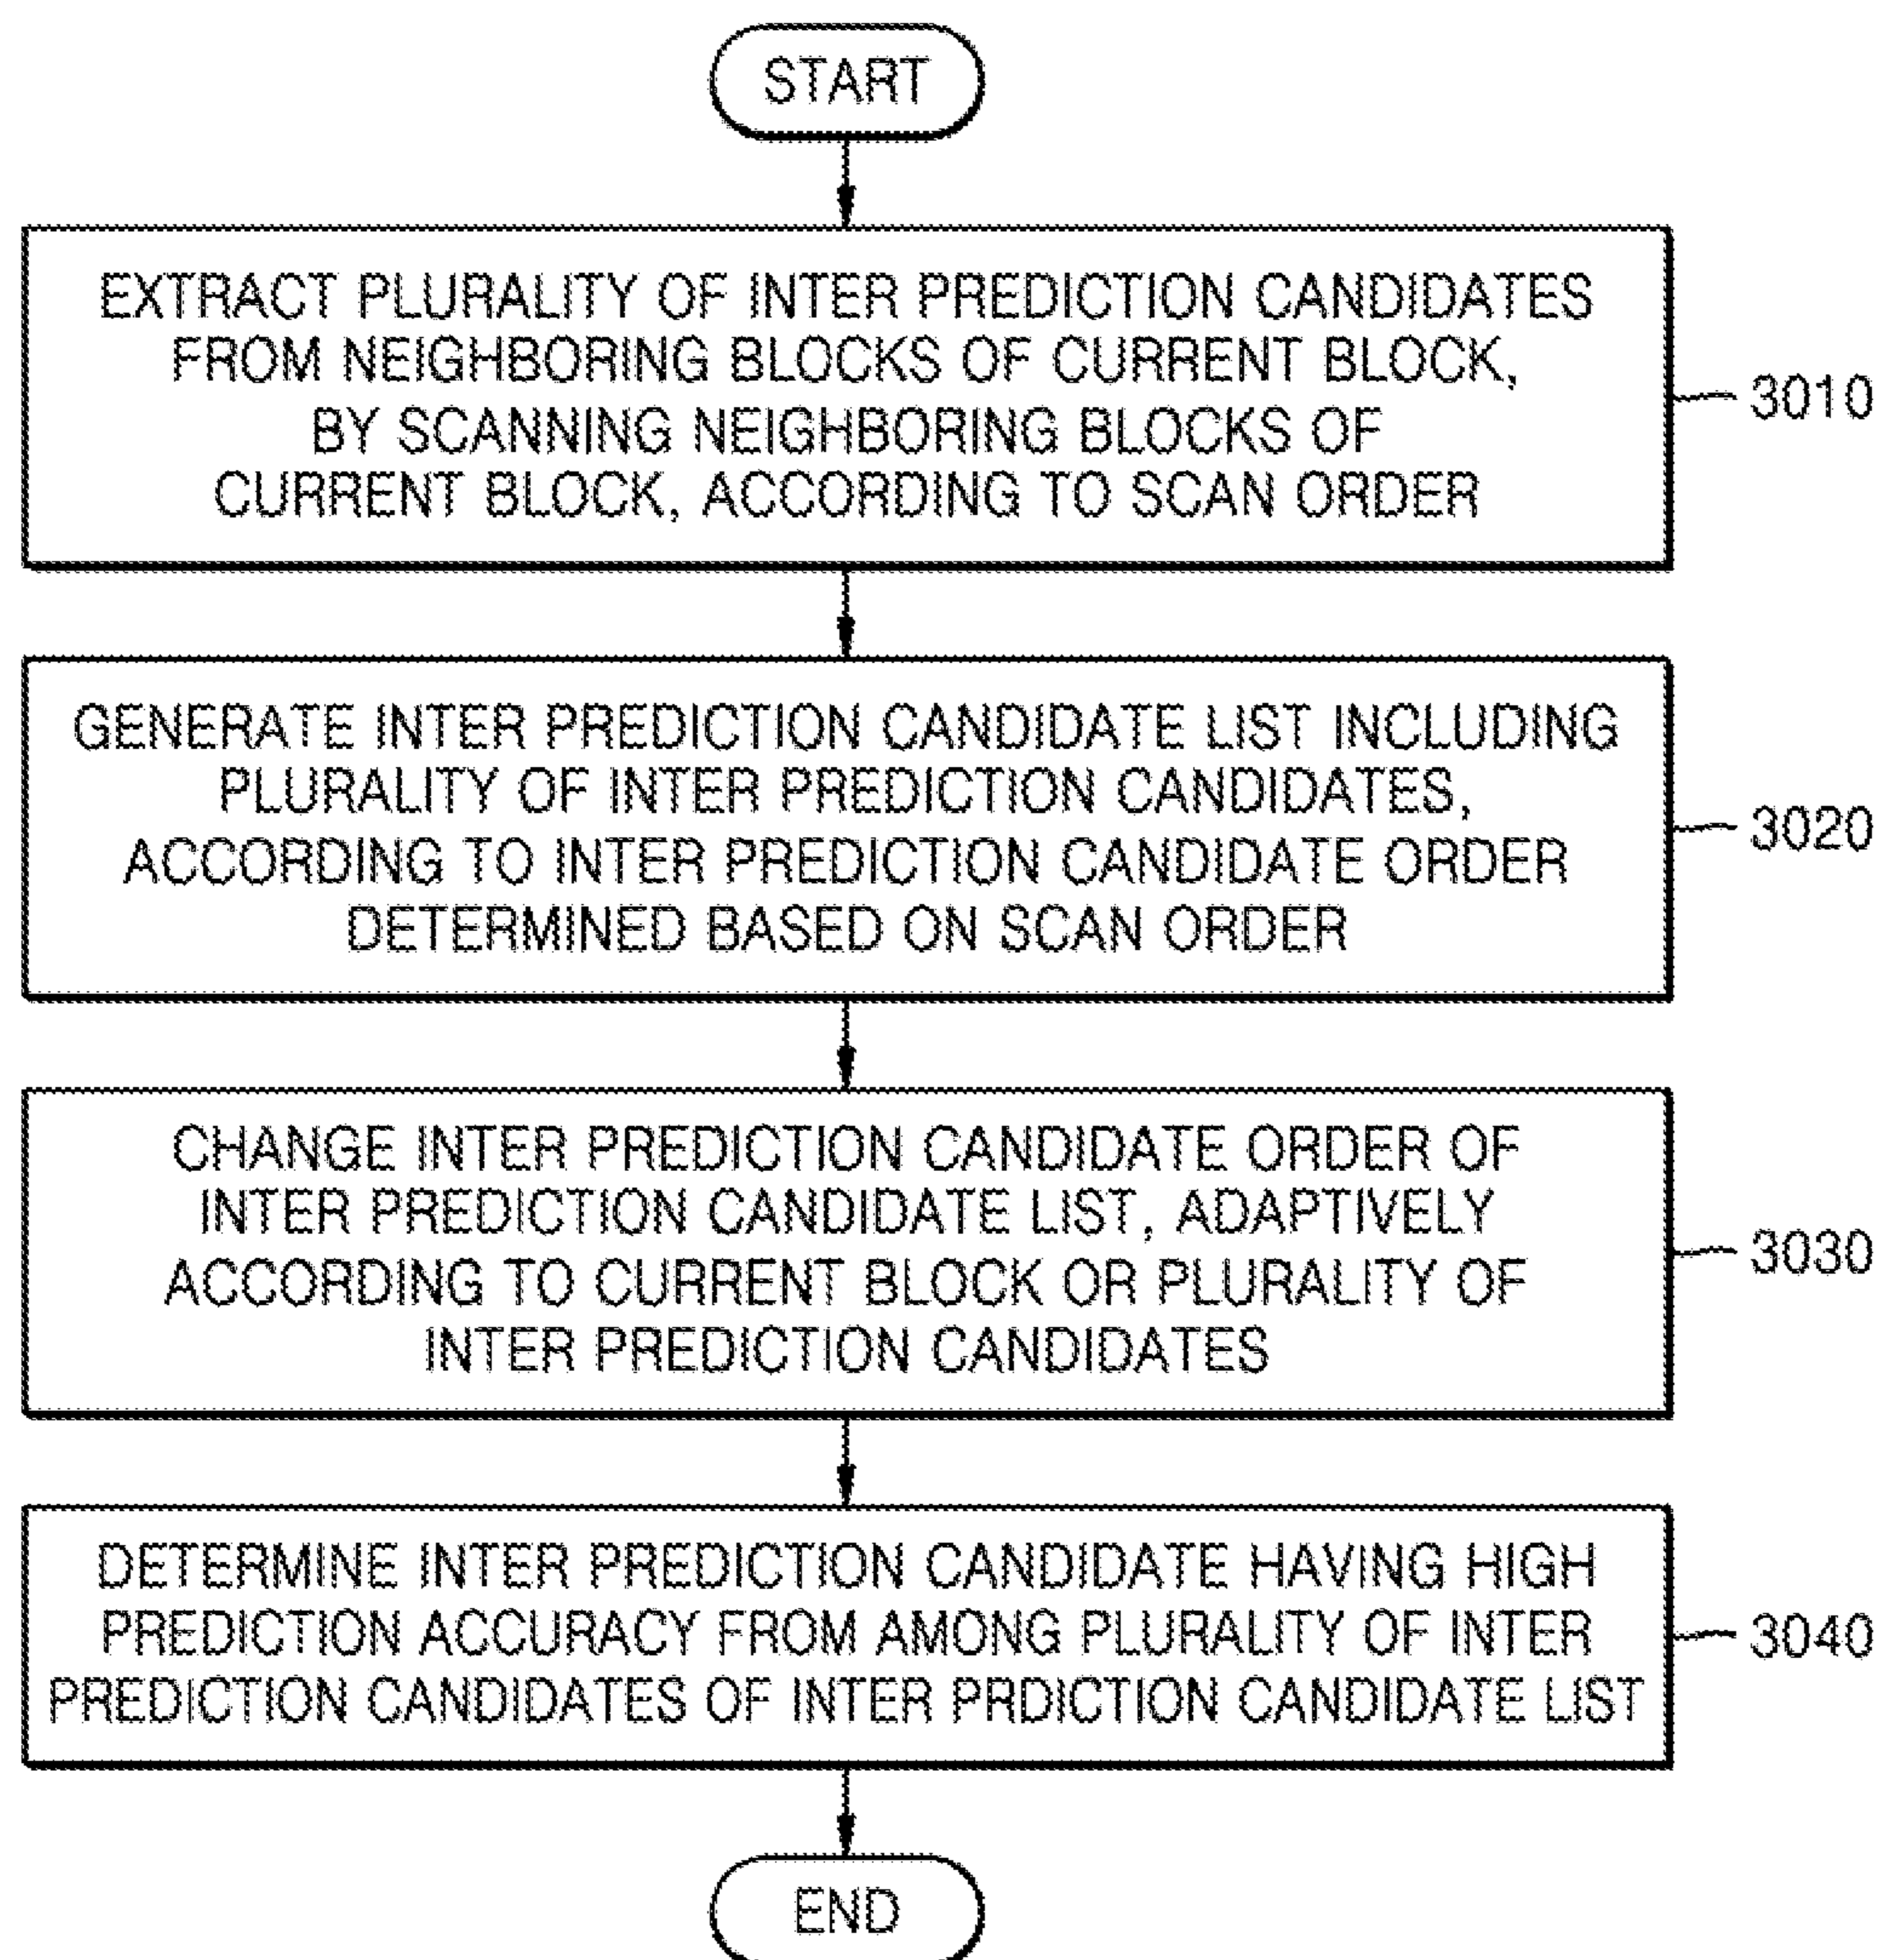 START
EXTRACT PLURALITY OF INTER PREDICTION CANDIDATES
FROM NEIGHBORING BLOCKS OF CURRENT BLOCK,
BY SCANNING NEIGHBORING BLOCKS OF
CURRENT BLOCK, ACCORDING TO SCAN ORDER
3010
GENERATE INTER PREDICTION CANDIDATE LIST INCLUDING
PLURALITY OF INTER PREDICTION CANDIDATES,
ACCORDING TO INTER PREDICTION CANDIDATE ORDER
DETERMINED BASED ON SCAN ORDER
3020
CHANGE INTER PREDICTION CANDIDATE ORDER OF
INTER PREDICTION CANDIDATE LIST, ADAPTIVELY
ACCORDING TO CURRENT BLOCK OR PLURALITY OF
INTER PREDICTION CANDIDATES
3030
DETERMINE INTER PREDICTION CANDIDATE HAVING HIGH
PREDICTION ACCURACY FROM AMONG PLURALITY OF INTER
PREDICTION CANDIDATES OF INTER PRDICTION CANDIDATE LIST
3040
END